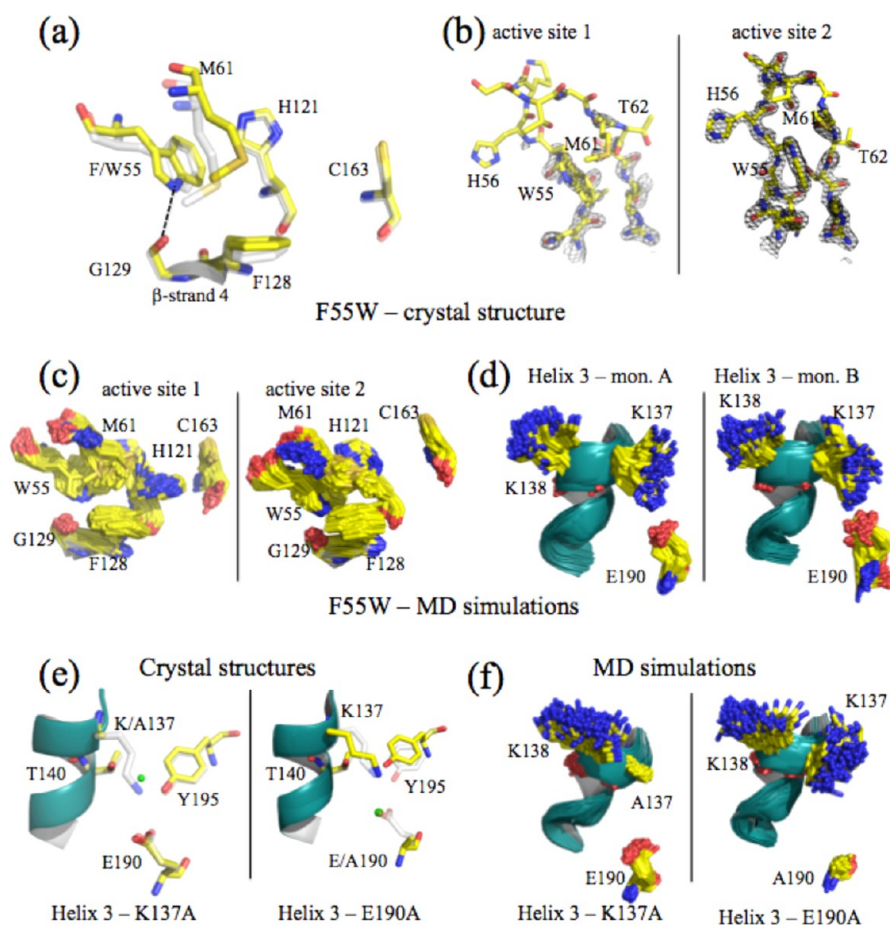 (a)
M61
H121
F/W55
C163
G129
F128
β-strand 4
(b)
active site 1
active site 2
T62
M61
H56
W55
H56
M61
W55
T62
F55W – crystal structure
(c)
active site 1
active site 2
M61
C163
H121
W55
G129
F128
M61
H121
C163
W55
G129
F128
(d)
Helix 3 – mon. A
Helix 3 – mon. B
K137
K138
E190
K138
K137
E190
F55W – MD simulations
(e)
Crystal structures
K/A137
T140
Y195
E190
Helix 3 – K137A
K137
T140
Y195
E/A190
Helix 3 – E190A
(f)
MD simulations
K138
A137
E190
Helix 3 – K137A
K137
K138
A190
Helix 3 – E190A